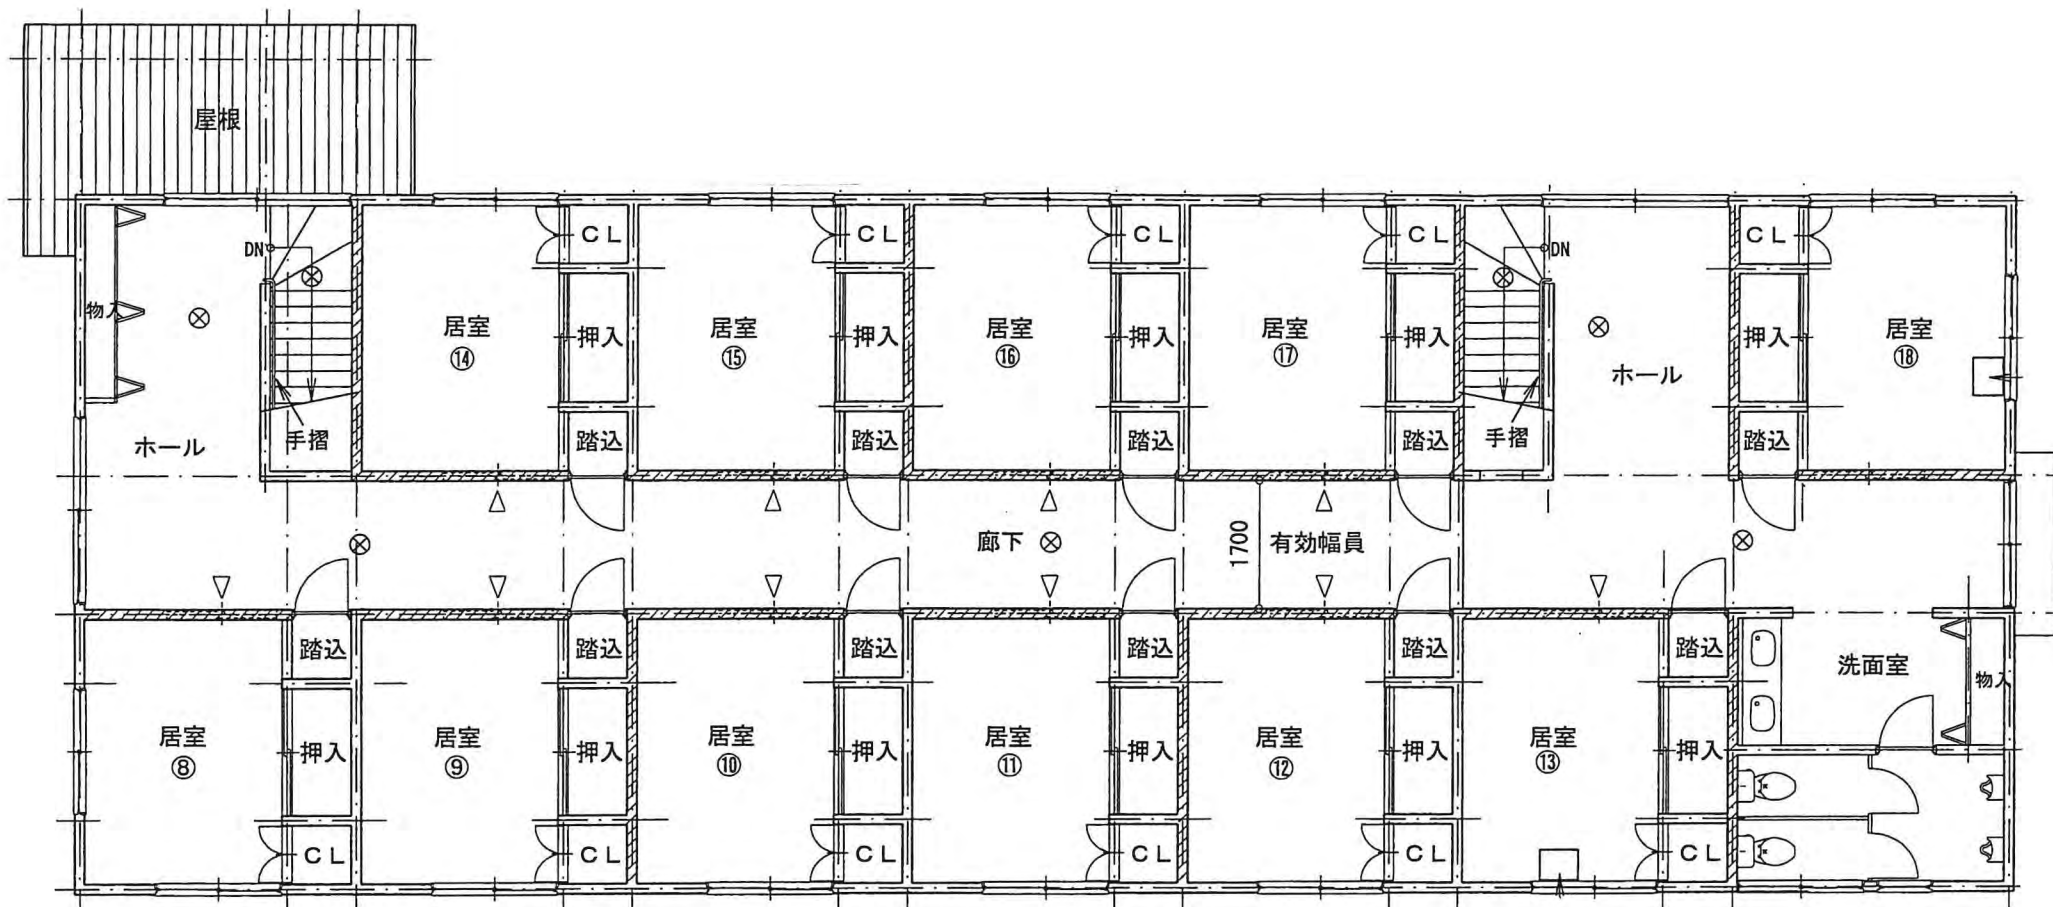 屋根
DN
CL
CL
CL
CL
DN
CL
物入
居室
⑭
押入
居室
⑮
押入
居室
⑯
押入
居室
⑰
押入
ホール
押入
居室
⑱
ホール
手摺
踏込
踏込
踏込
踏込
手摺
踏込
廊下
1700
有効幅員
踏込
踏込
踏込
踏込
踏込
踏込
洗面室
物入
居室
⑧
押入
居室
⑨
押入
居室
⑩
押入
居室
⑪
押入
居室
⑫
押入
居室
⑬
押入
CL
CL
CL
CL
CL
CL